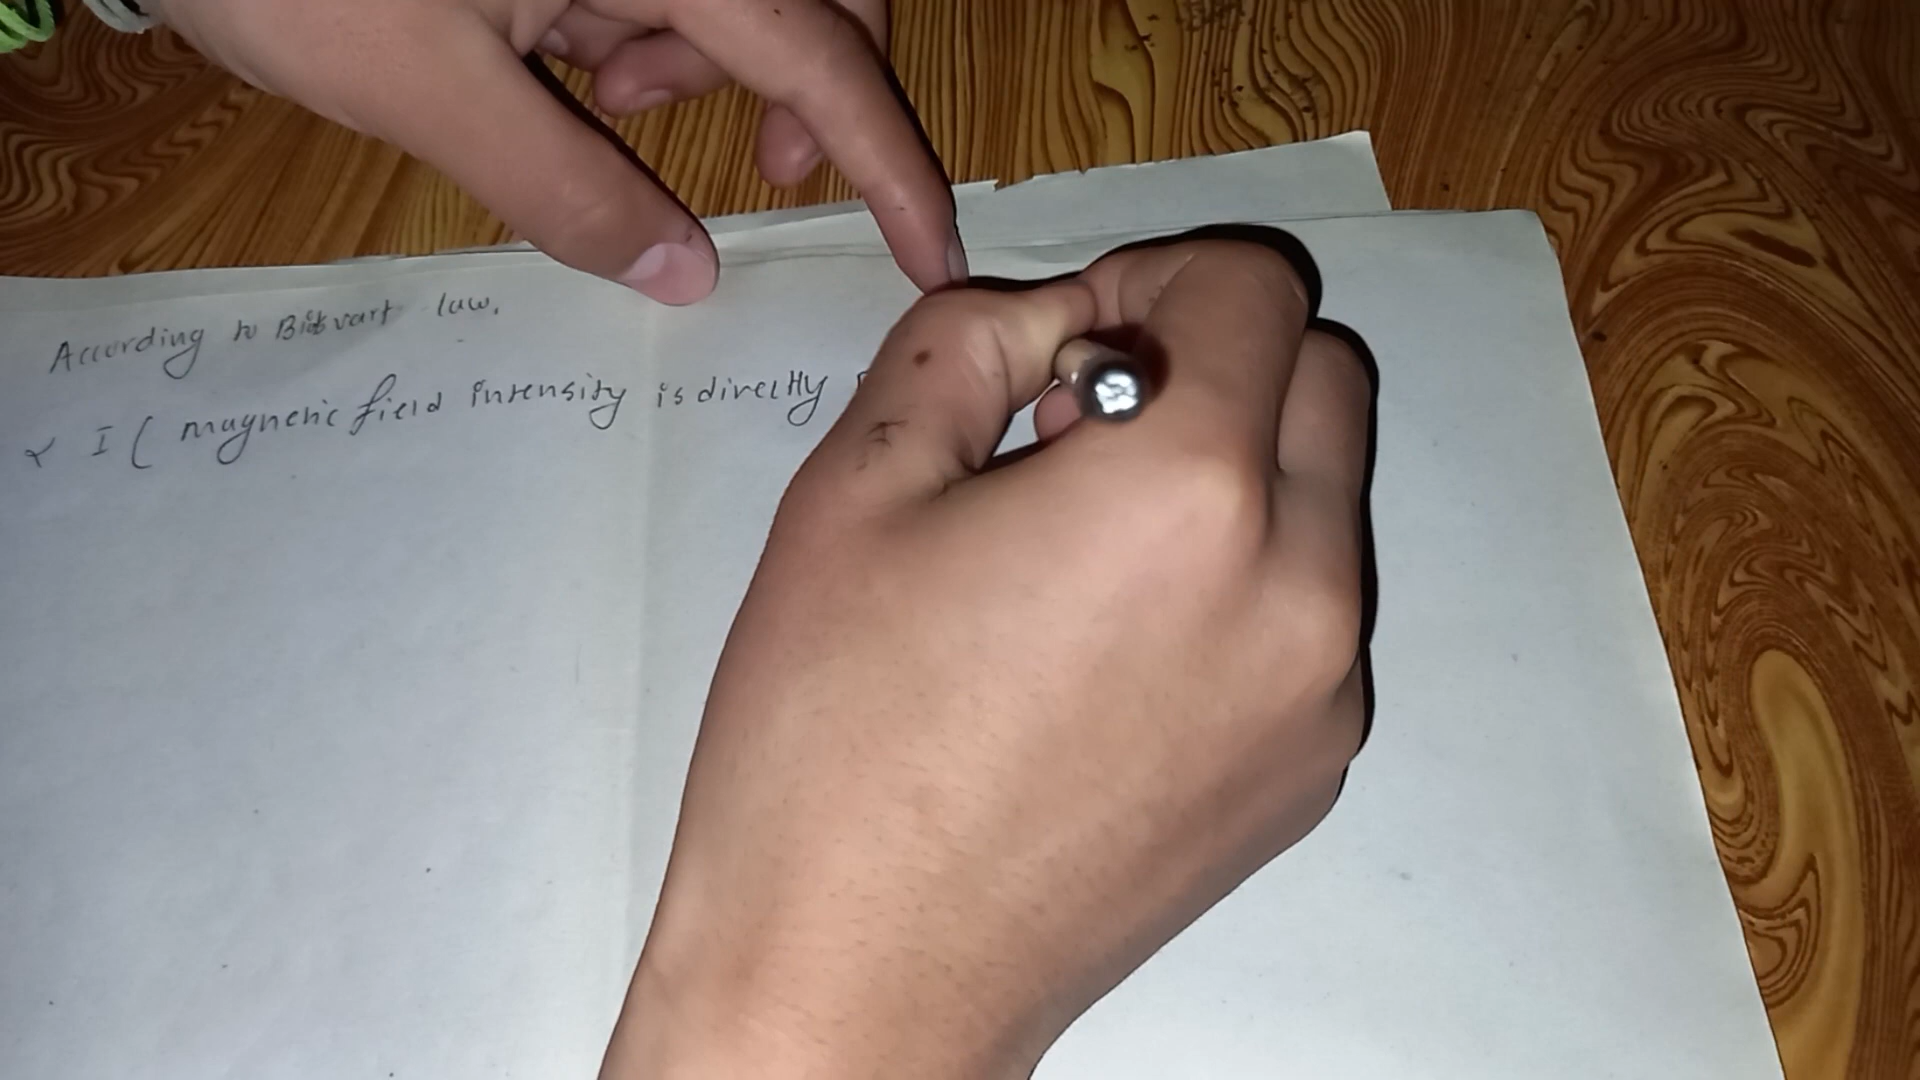 According to Biotvart law,
∝ I ( magnetic field intensity is directly